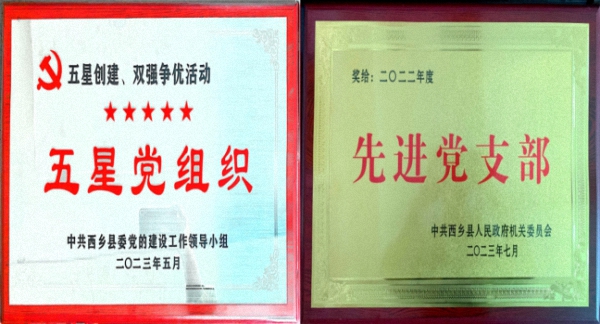 五星创建、双强争优活动
★★★★★
五星党组织
中共西乡县委党的建设工作领导小组
二〇二三年五月
奖给：二〇二二年度
先进党支部
中共西乡县人民政府机关委员会
二〇二三年七月